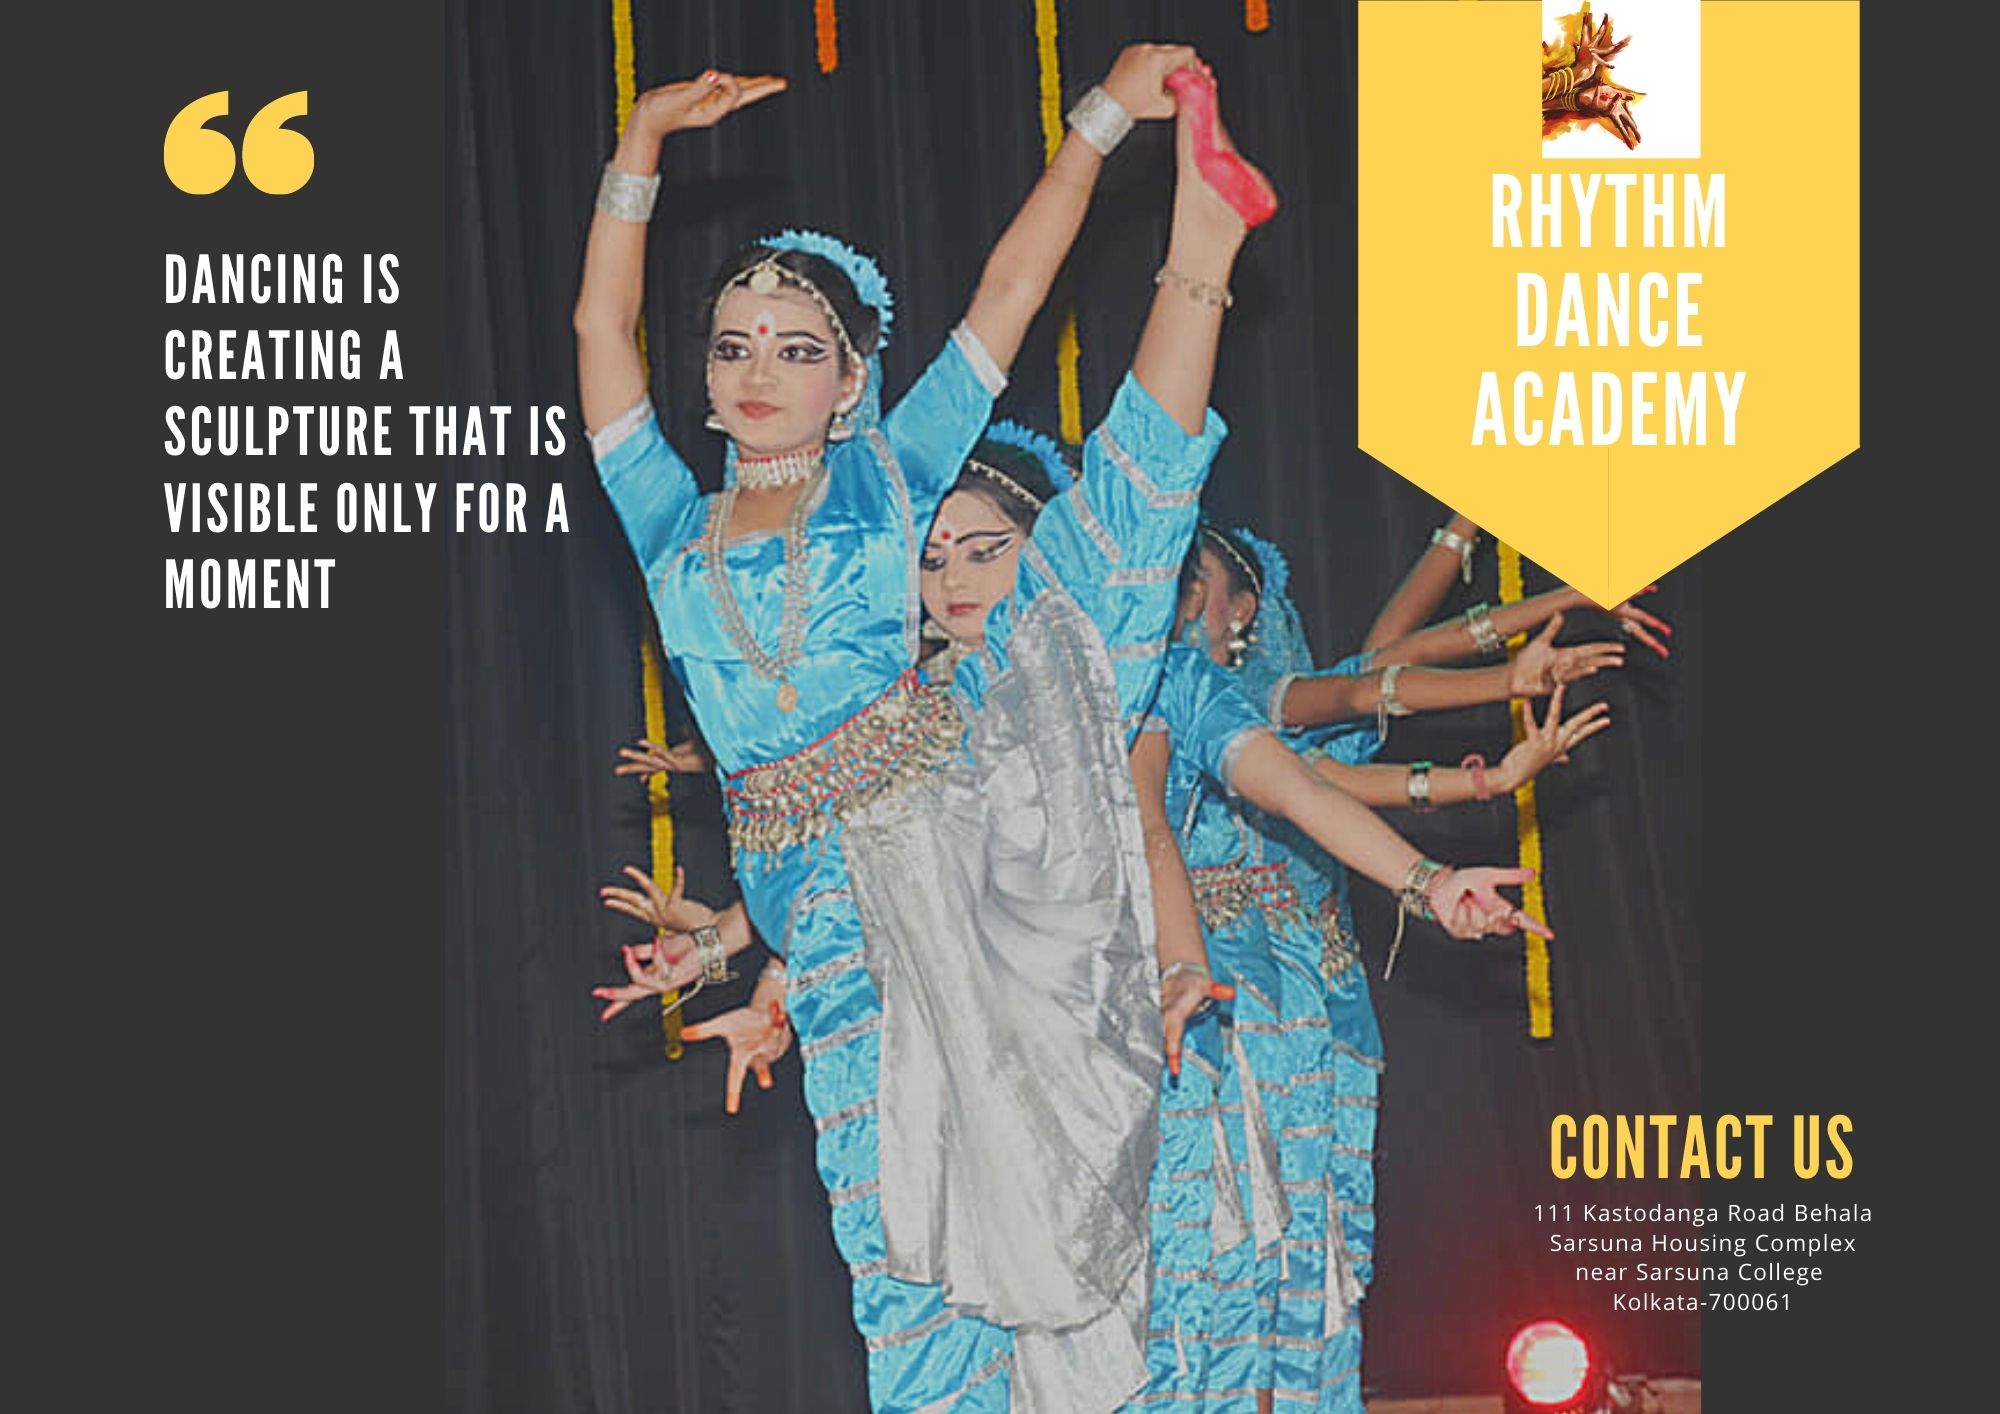 DANCING IS
CREATING A
SCULPTURE THAT IS
VISIBLE ONLY FOR A
MOMENT
RHYTHM
DANCE
ACADEMY
CONTACT US
111 Kastodanga Road Behala
Sarsuna Housing Complex
near Sarsuna College
Kolkata-700061